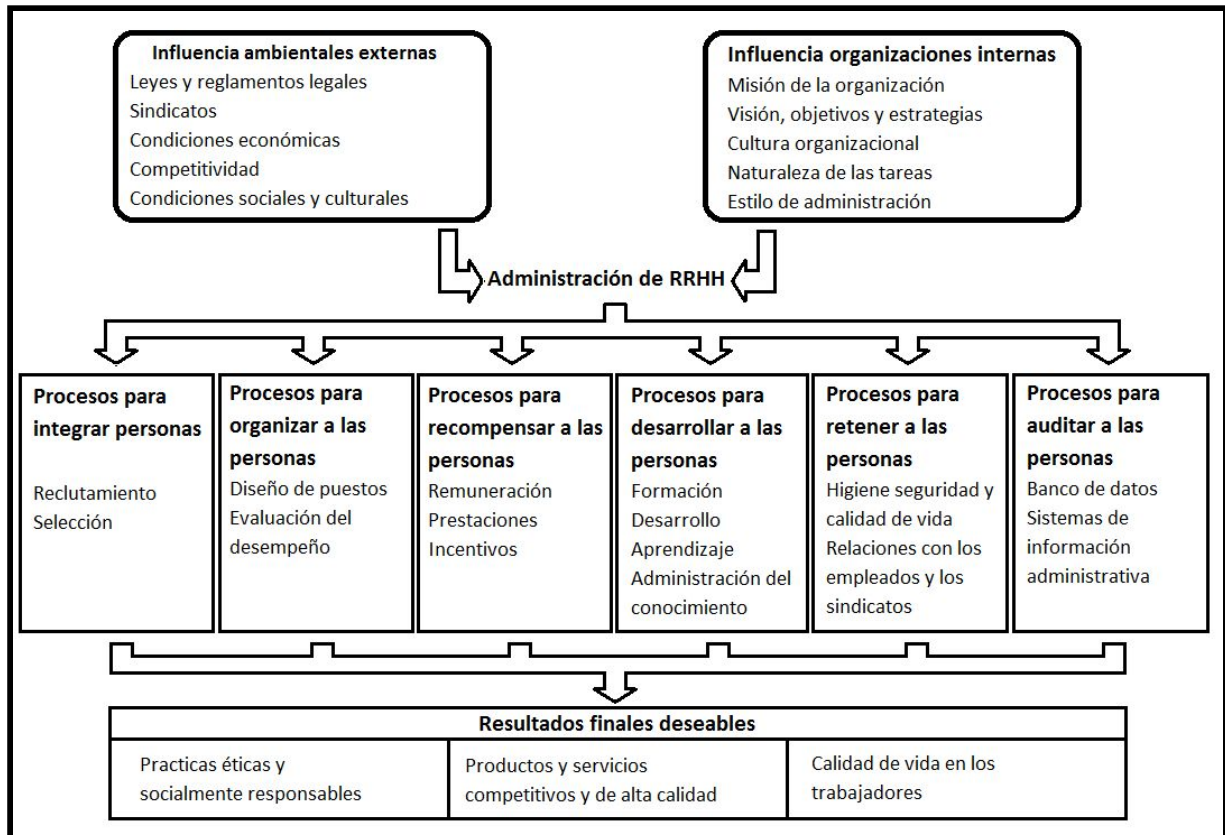 Influencia ambientales externas
Leyes y reglamentos legales
Sindicatos
Condiciones económicas
Competitividad
Condiciones sociales y culturales
Influencia organizaciones internas
Misión de la organización
Visión, objetivos y estrategias
Cultura organizacional
Naturaleza de las tareas
Estilo de administración
Administración de RRHH
Procesos para
integrar personas
Reclutamiento
Selección
Procesos para
organizar a las
personas
Diseño de puestos
Evaluación del
desempeño
Procesos para
recompensar a las
personas
Remuneración
Prestaciones
Incentivos
Procesos para
desarrollar a las
personas
Formación
Desarrollo
Aprendizaje
Administración del
conocimiento
Procesos para
retener a las
personas
Higiene seguridad y
calidad de vida
Relaciones con los
empleados y los
sindicatos
Procesos para
auditar a las
personas
Banco de datos
Sistemas de
información
administrativa
Resultados finales deseables
Practicas éticas y
socialmente responsables
Productos y servicios
competitivos y de alta calidad
Calidad de vida en los
trabajadores